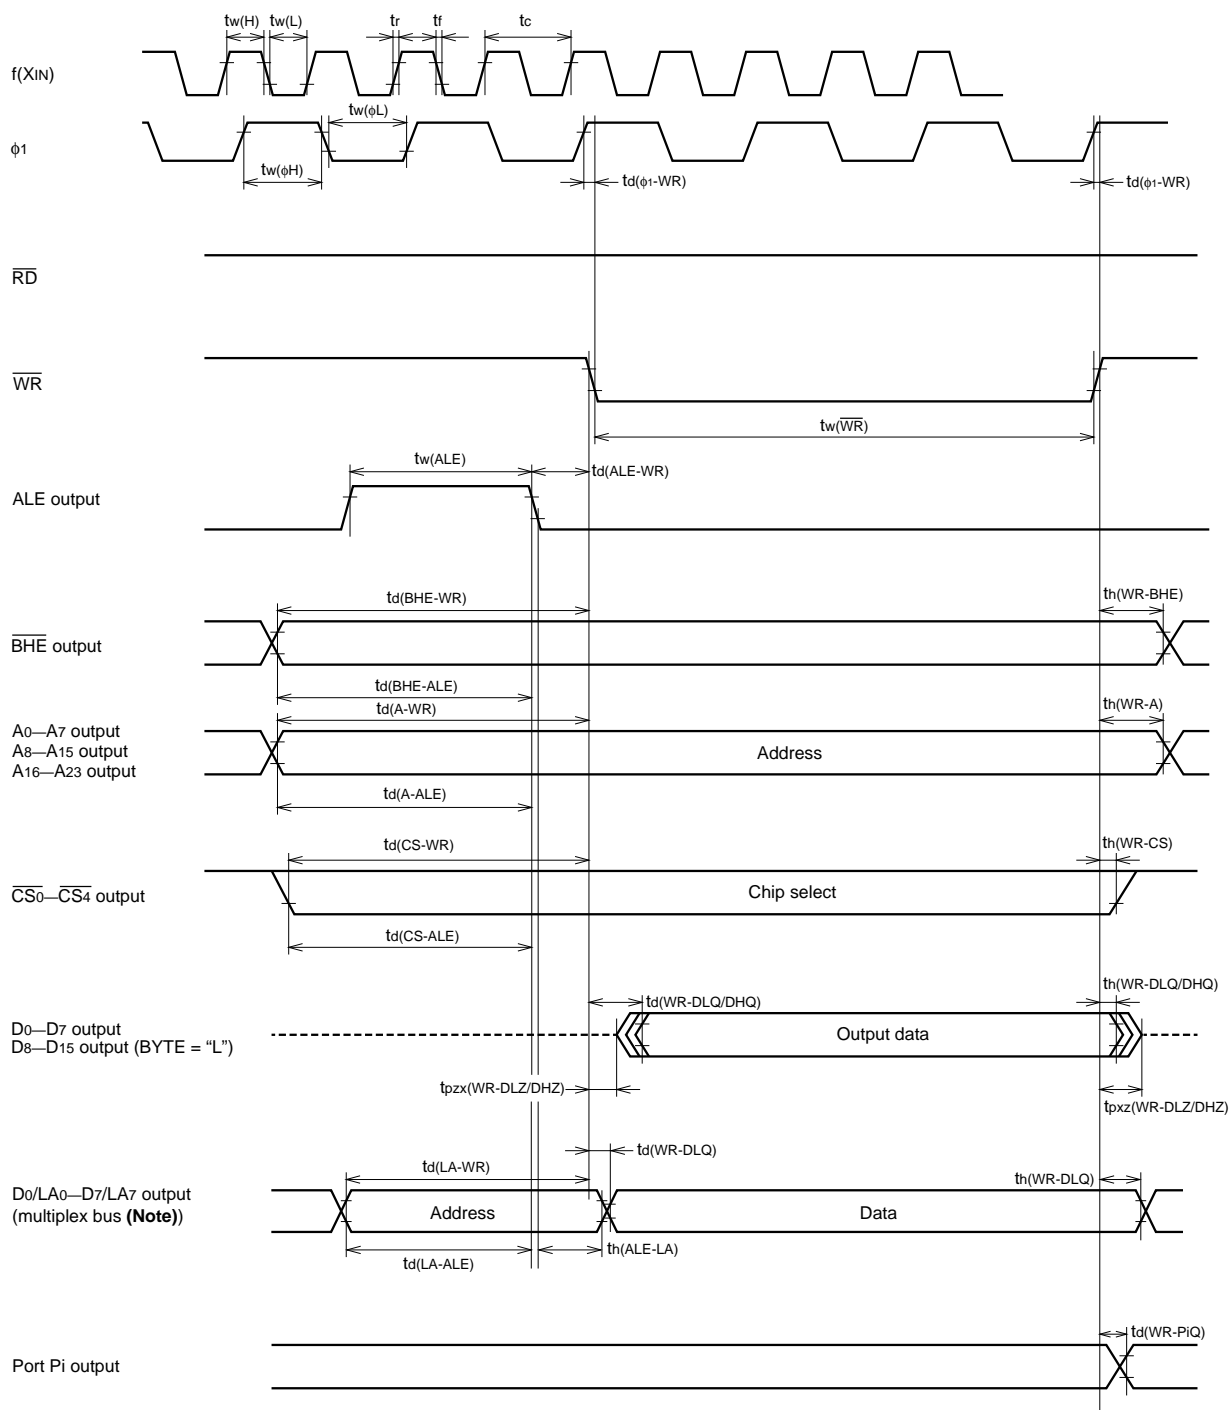 tw(H) tw(L) tr tf tc
f(XIN)
tw(ϕL)
ϕ1
tw(ϕH)
td(ϕ1-WR) td(ϕ1-WR)
RD
WR
tw(WR)
tw(ALE)
td(ALE-WR)
ALE output
td(BHE-WR) th(WR-BHE)
BHE output
td(BHE-ALE)
td(A-WR) th(WR-A)
A0—A7 output
A8—A15 output Address
A16—A23 output
td(A-ALE)
td(CS-WR) th(WR-CS)
CS0—CS4 output Chip select
td(CS-ALE)
td(WR-DLQ/DHQ) th(WR-DLQ/DHQ)
D0—D7 output Output data
D8—D15 output (BYTE = “L”)
tpzx(WR-DLZ/DHZ) tpxz(WR-DLZ/DHZ)
td(WR-DLQ)
td(LA-WR) th(WR-DLQ)
D0/LA0—D7/LA7 output
(multiplex bus (Note)) Address Data
td(LA-ALE) th(ALE-LA)
td(WR-PiQ)
Port Pi output